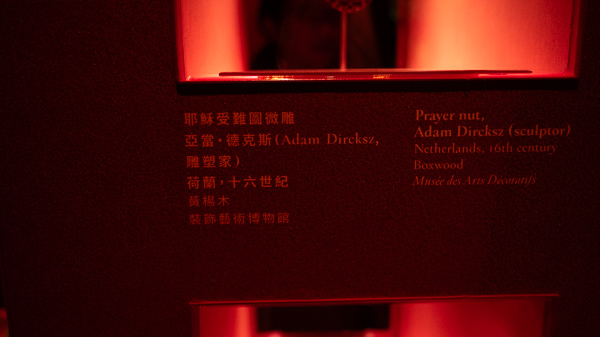 耶穌受難圖微雕
亞當·德克斯(Adam Dircksz,
雕塑家)
荷蘭,十六世紀
黃楊木
裝飾藝術博物館
Prayer nut,
Adam Dircksz (sculptor)
Netherlands, 16th century
Boxwood
Musée des Arts Décoratifs